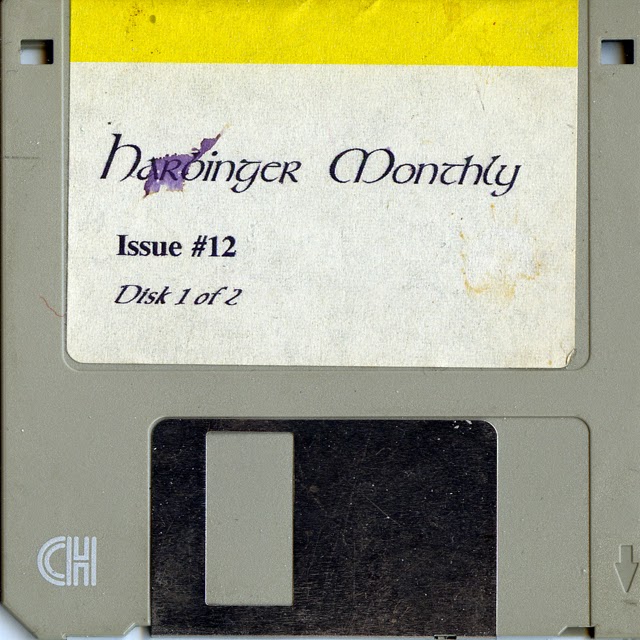 Harbinger Monthly
Issue #12
Disk 1 of 2
CH